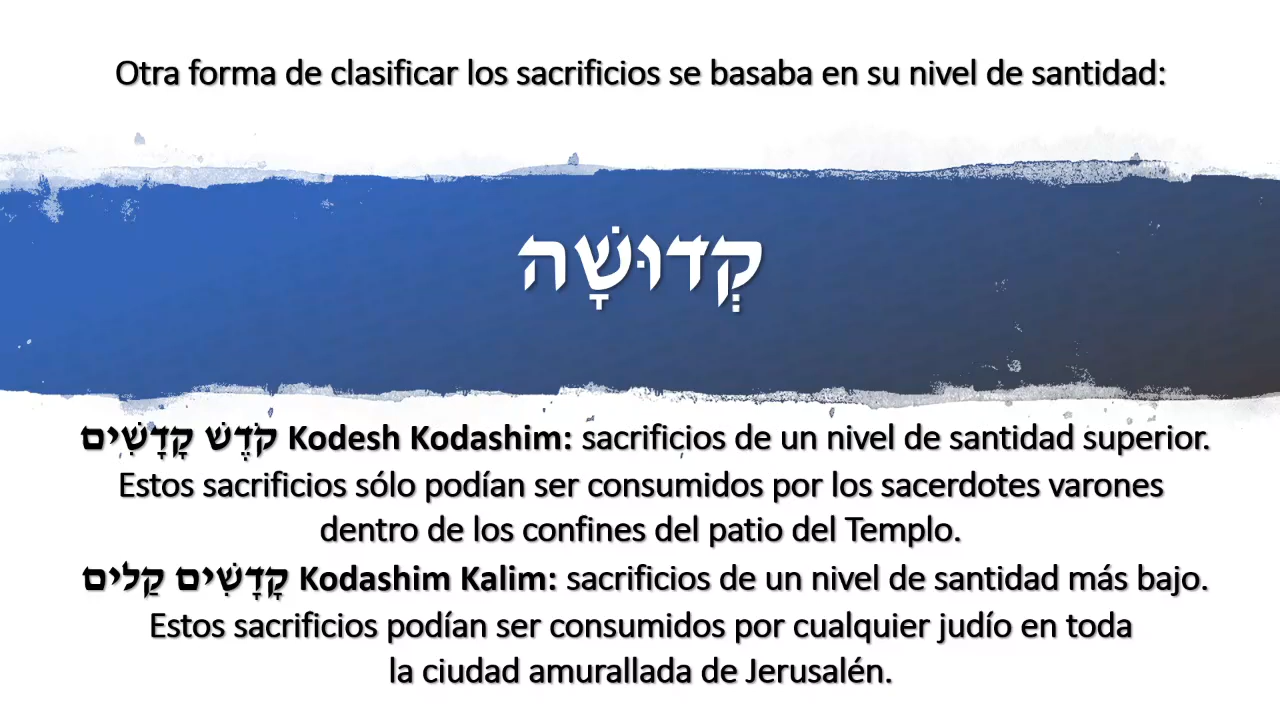 Otra forma de clasificar los sacrificios se basaba en su nivel de santidad:
קְדוּשָׁה
קֹדֶשׁ קָדָשִׁים Kodesh Kodashim: sacrificios de un nivel de santidad superior.
Estos sacrificios sólo podían ser consumidos por los sacerdotes varones
dentro de los confines del patio del Templo.
קָדָשִׁים קַלִים Kodashim Kalim: sacrificios de un nivel de santidad más bajo.
Estos sacrificios podían ser consumidos por cualquier judío en toda
la ciudad amurallada de Jerusalén.